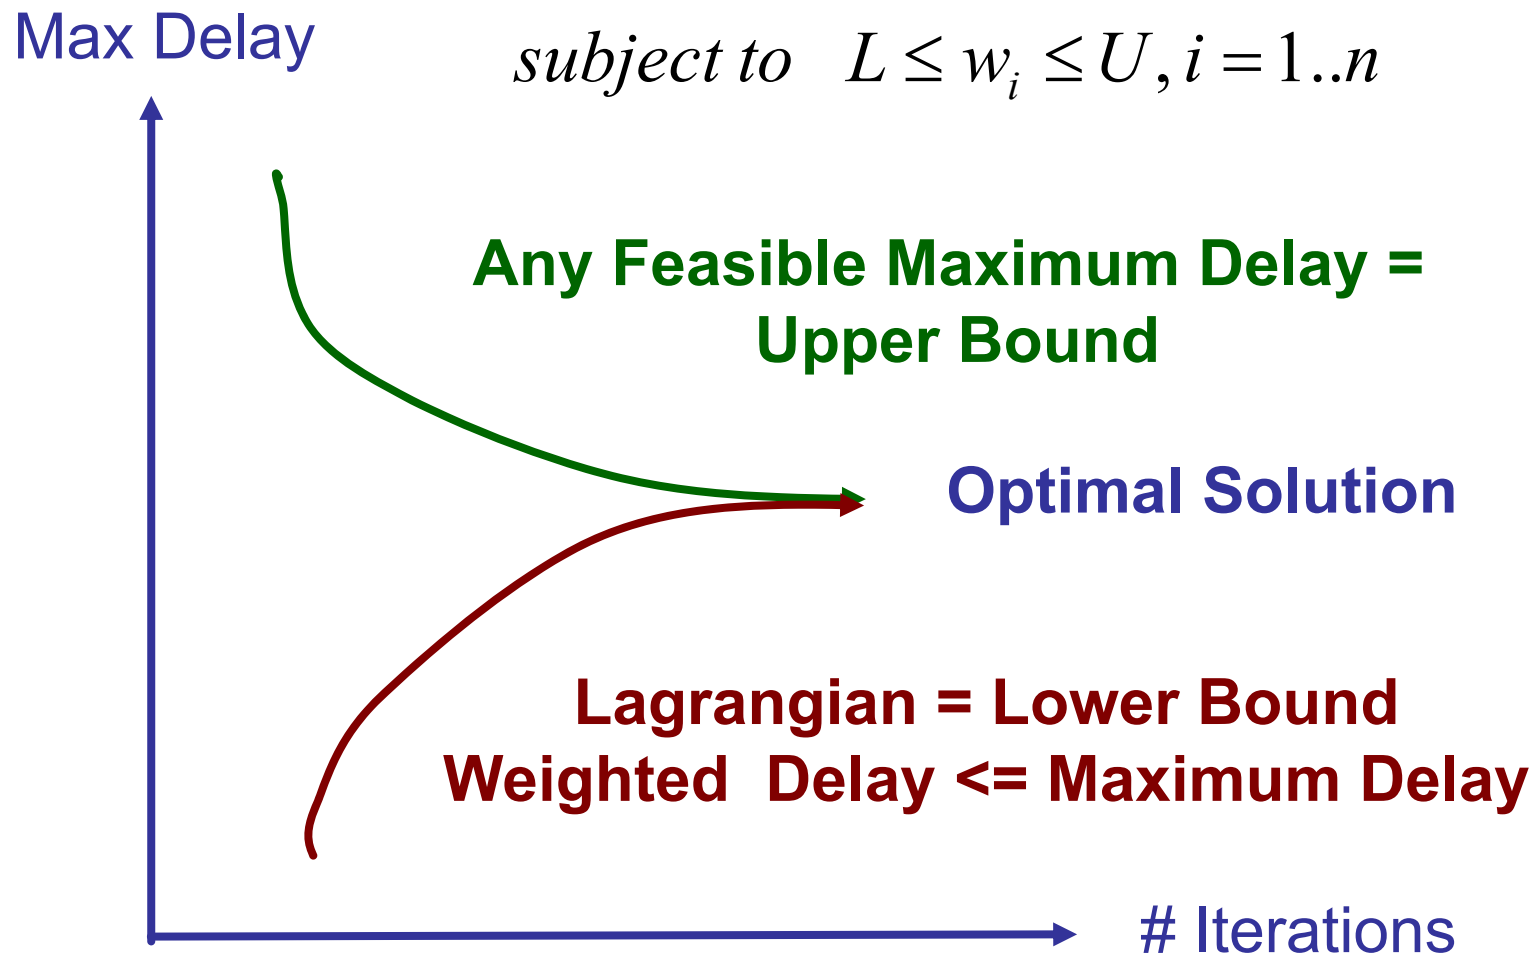 Max Delay
subject to L ≤ w_i ≤ U, i = 1..n
Any Feasible Maximum Delay =
Upper Bound
Optimal Solution
Lagrangian = Lower Bound
Weighted Delay <= Maximum Delay
# Iterations